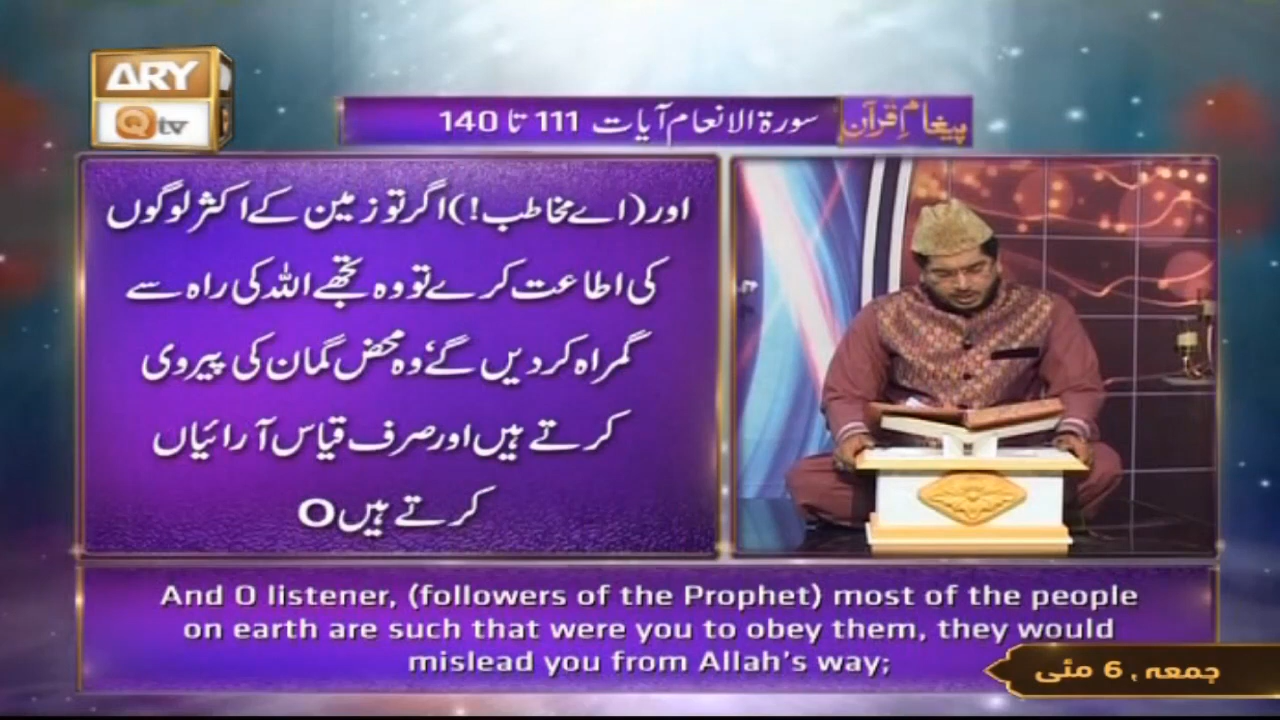 ARY
Qtv
پیغامِ قرآن
سورۃ الانعام آیات 111 تا 140
اور (اے مخاطب!) اگر تو زمین کے اکثر لوگوں
کی اطاعت کرے تو وہ تجھے اللہ کی راہ سے
گمراہ کردیں گے‘ وہ محض گمان کی پیروی
کرتے ہیں اور صرف قیاس آرائیاں
کرتے ہیں O
And O listener, (followers of the Prophet) most of the people
on earth are such that were you to obey them, they would
mislead you from Allah's way;
جمعہ، 6 مئی